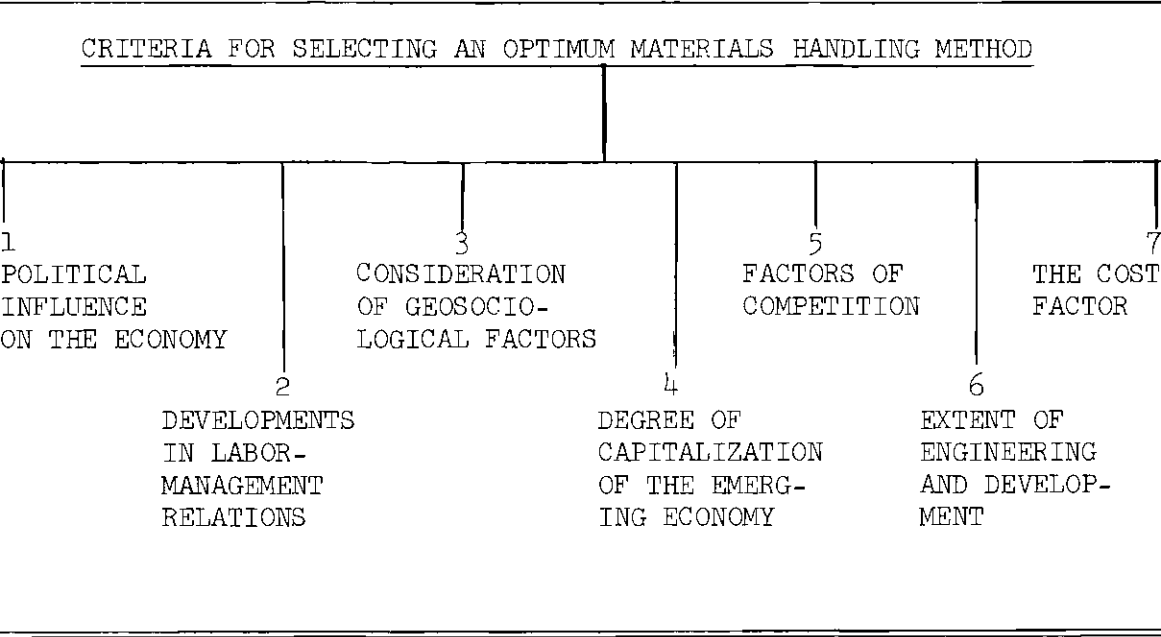 CRITERIA FOR SELECTING AN OPTIMUM MATERIALS HANDLING METHOD
1
POLITICAL
INFLUENCE
ON THE ECONOMY
2
DEVELOPMENTS
IN LABOR-
MANAGEMENT
RELATIONS
3
CONSIDERATION
OF GEOSOCIO-
LOGICAL FACTORS
4
DEGREE OF
CAPITALIZATION
OF THE EMERG-
ING ECONOMY
5
FACTORS OF
COMPETITION
6
EXTENT OF
ENGINEERING
AND DEVELOP-
MENT
7
THE COST
FACTOR